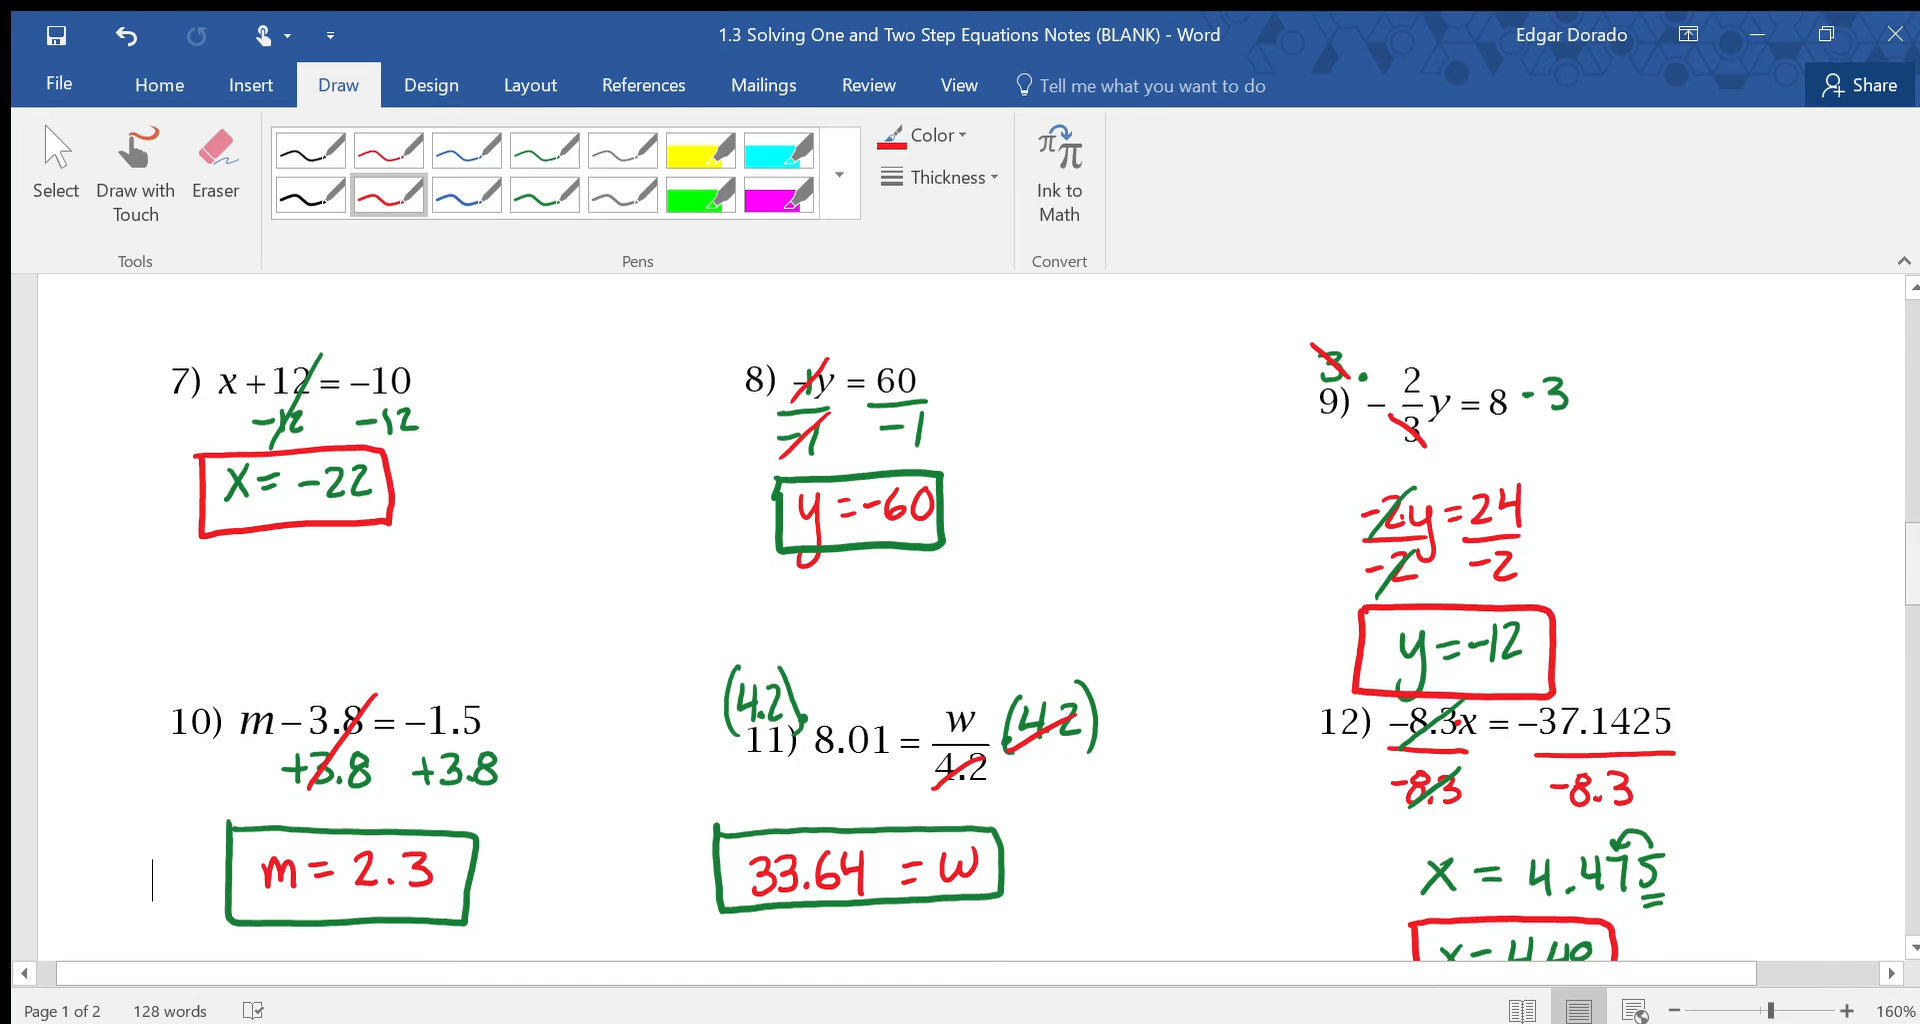 1.3 Solving One and Two Step Equations Notes (BLANK) - Word
Edgar Dorado
File Home Insert Draw Design Layout References Mailings Review View Tell me what you want to do Share
Select
Draw with Touch
Eraser
Color
Thickness
Ink to Math
Tools Pens Convert
7) x + 12 = −10
−12 −12
x = −22
8) −y = 60
−1 −1
y = −60
3 ·
9) − 2/3 y = 8 · 3
−2y = 24
−2 −2
y = −12
10) m − 3.8 = −1.5
+3.8 +3.8
m = 2.3
(4.2) ·
11) 8.01 = w/4.2 (4.2)
33.64 = w
12) −8.3x = −37.1425
−8.3 −8.3
x = 4.475
x = 4.48
Page 1 of 2 128 words 160%